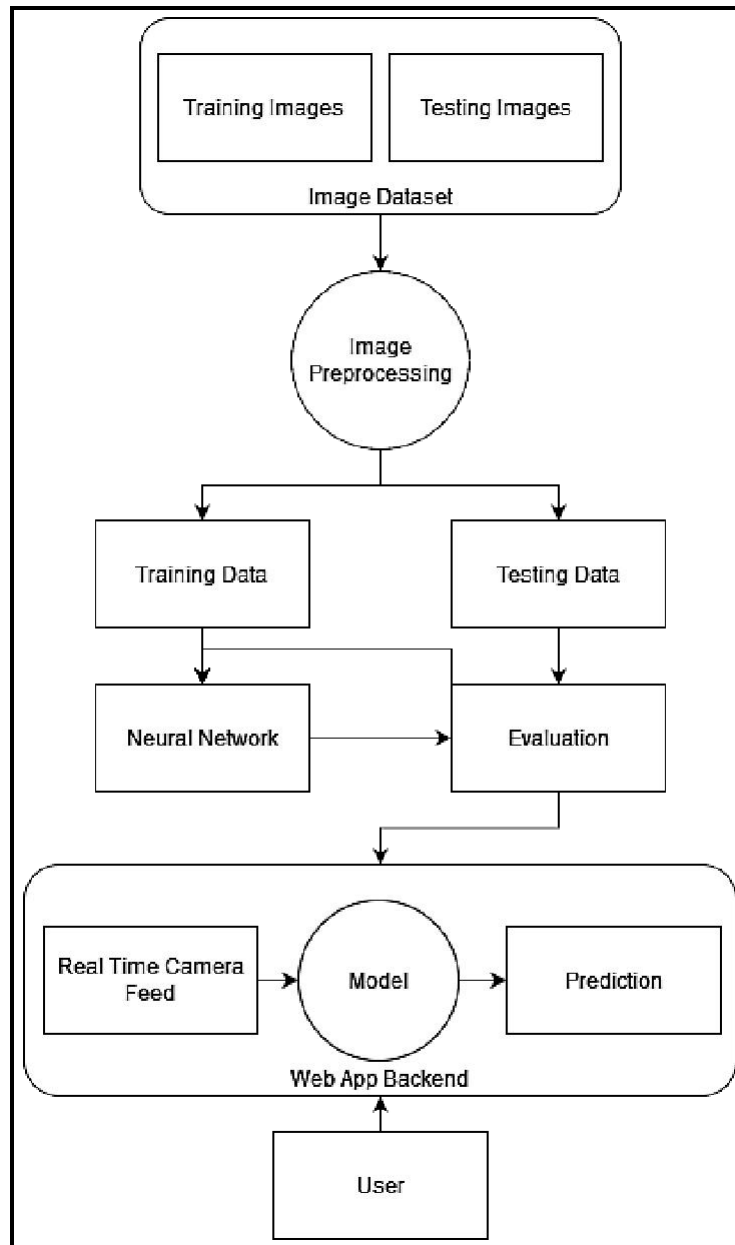 Training Images
Testing Images
Image Dataset
Image
Preprocessing
Training Data
Testing Data
Neural Network
Evaluation
Real Time Camera
Feed
Model
Prediction
Web App Backend
User